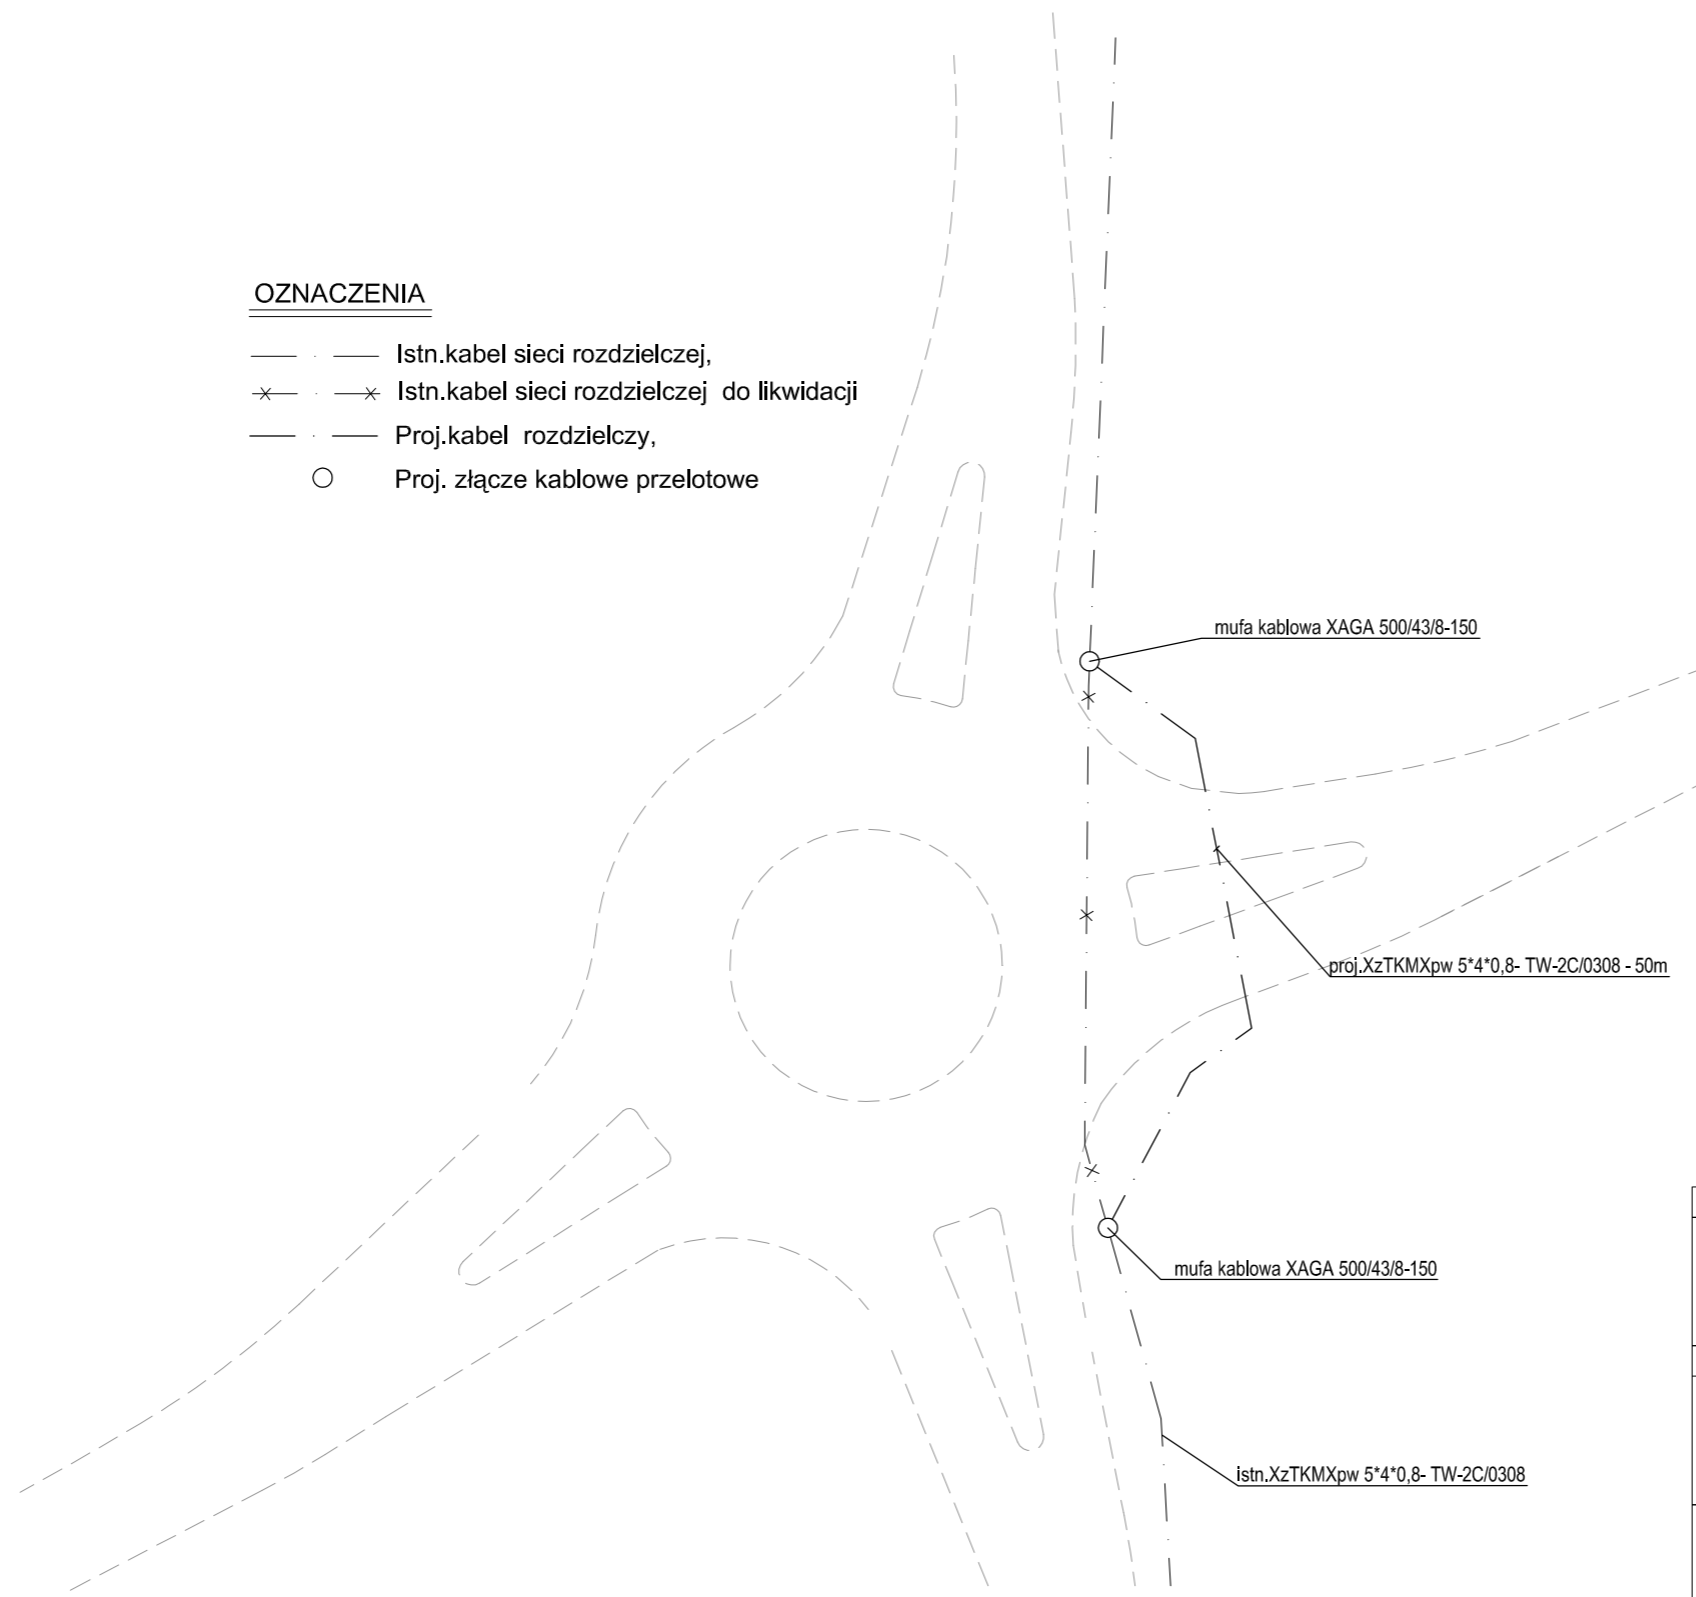 OZNACZENIA
Istn.kabel sieci rozdzielczej,
Istn.kabel sieci rozdzielczej do likwidacji
Proj.kabel rozdzielczy,
Proj. złącze kablowe przelotowe
mufa kablowa XAGA 500/43/8-150
proj.XzTKMXpw 5*4*0,8- TW-2C/0308 - 50m
mufa kablowa XAGA 500/43/8-150
istn.XzTKMXpw 5*4*0,8- TW-2C/0308